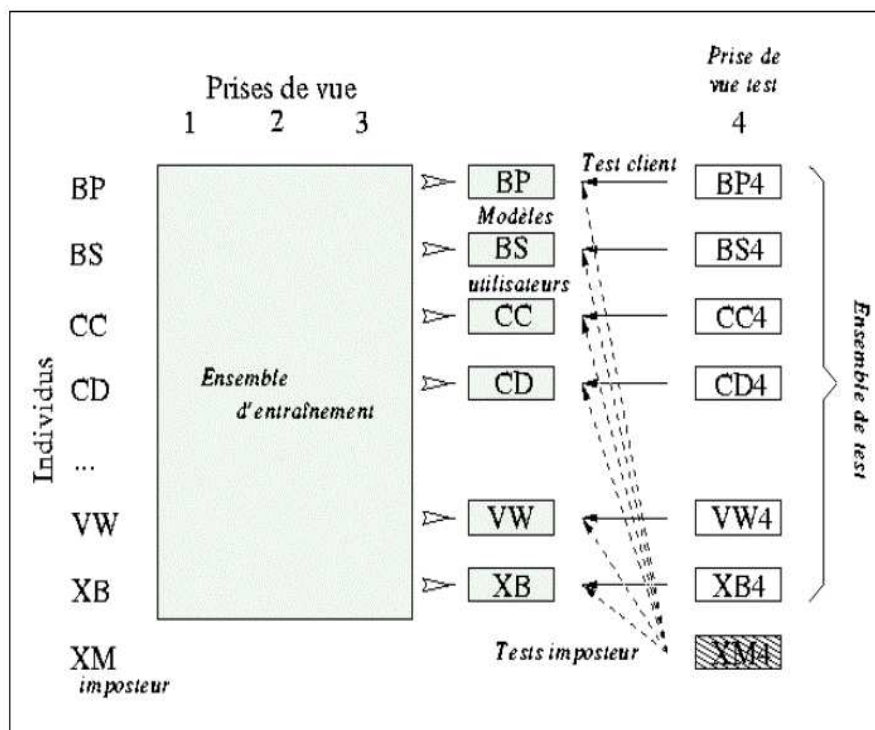 Prise de
vue test
Prises de vue
1 2 3 4
Test client
BP BP BP4
Modèles
BS BS BS4
utilisateurs
CC CC CC4
CD CD CD4
Ensemble
d'entraînement
Individus
Ensemble de test
...
VW VW VW4
XB XB XB4
Tests imposteur
XM XM4
imposteur